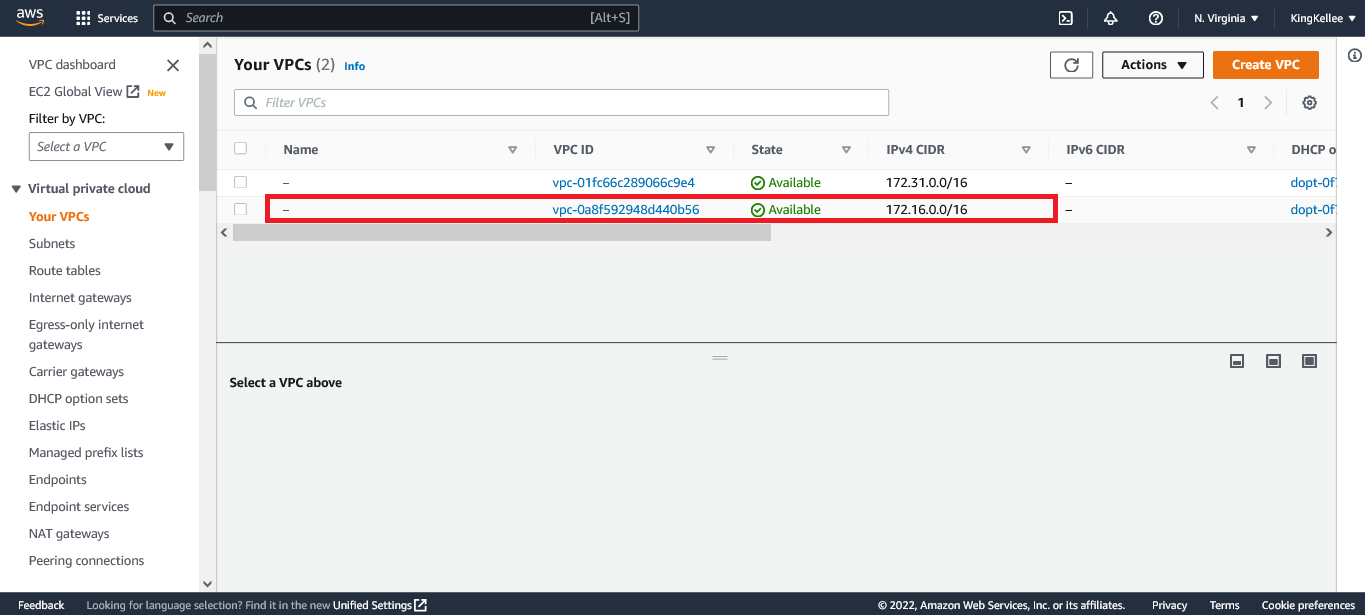 aws Services Search [Alt+S] N. Virginia KingKellee
VPC dashboard
EC2 Global View New
Filter by VPC:
Select a VPC
Virtual private cloud
Your VPCs
Subnets
Route tables
Internet gateways
Egress-only internet
gateways
Carrier gateways
DHCP option sets
Elastic IPs
Managed prefix lists
Endpoints
Endpoint services
NAT gateways
Peering connections
Your VPCs (2) Info Actions Create VPC
Filter VPCs 1
Name VPC ID State IPv4 CIDR IPv6 CIDR DHCP o
– vpc-01fc66c289066c9e4 Available 172.31.0.0/16 – dopt-0f7
– vpc-0a8f592948d440b56 Available 172.16.0.0/16 – dopt-0f7
Select a VPC above
Feedback Looking for language selection? Find it in the new Unified Settings © 2022, Amazon Web Services, Inc. or its affiliates. Privacy Terms Cookie preferences